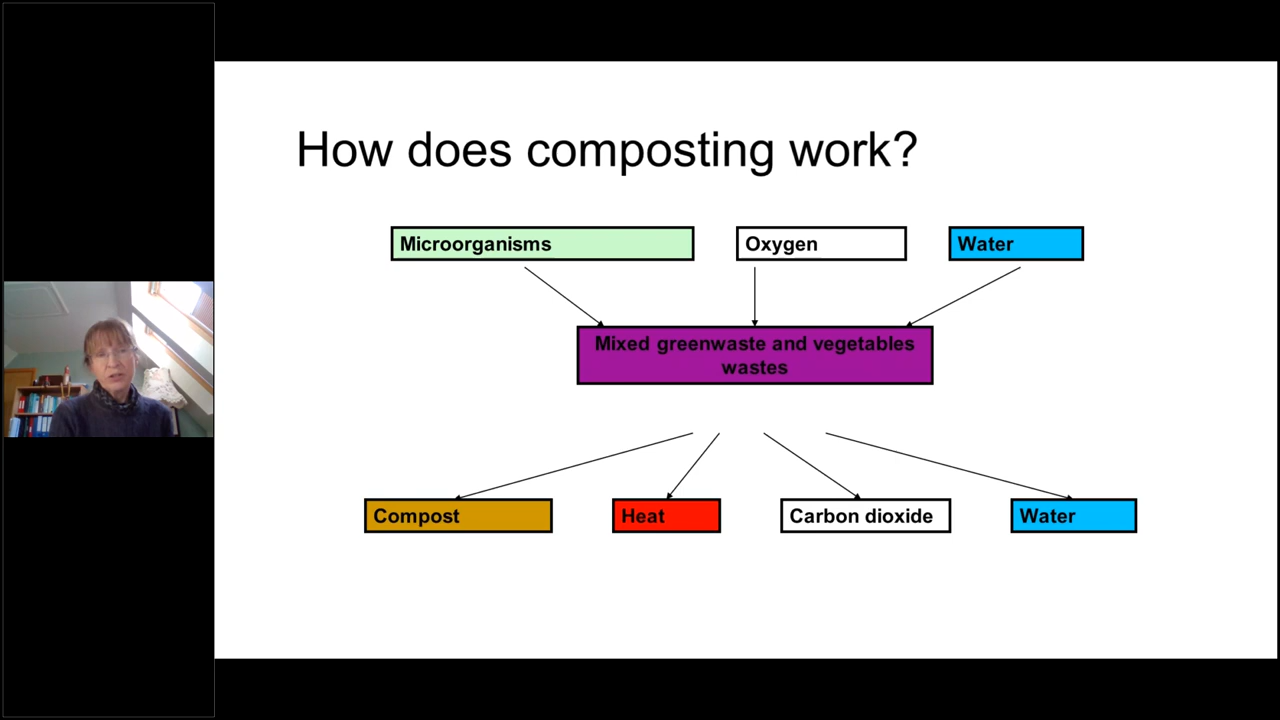 How does composting work?
Microorganisms
Oxygen
Water
Mixed greenwaste and vegetables
wastes
Compost
Heat
Carbon dioxide
Water